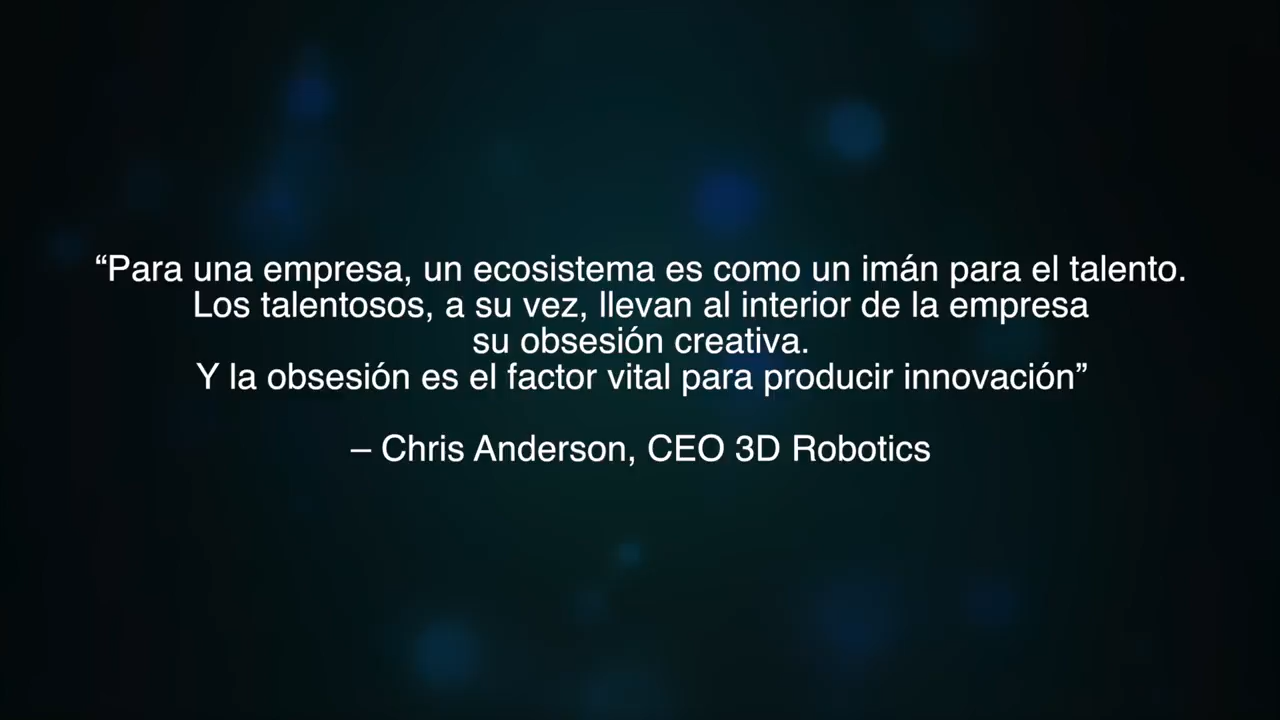 “Para una empresa, un ecosistema es como un imán para el talento.
Los talentosos, a su vez, llevan al interior de la empresa
su obsesión creativa.
Y la obsesión es el factor vital para producir innovación”
– Chris Anderson, CEO 3D Robotics